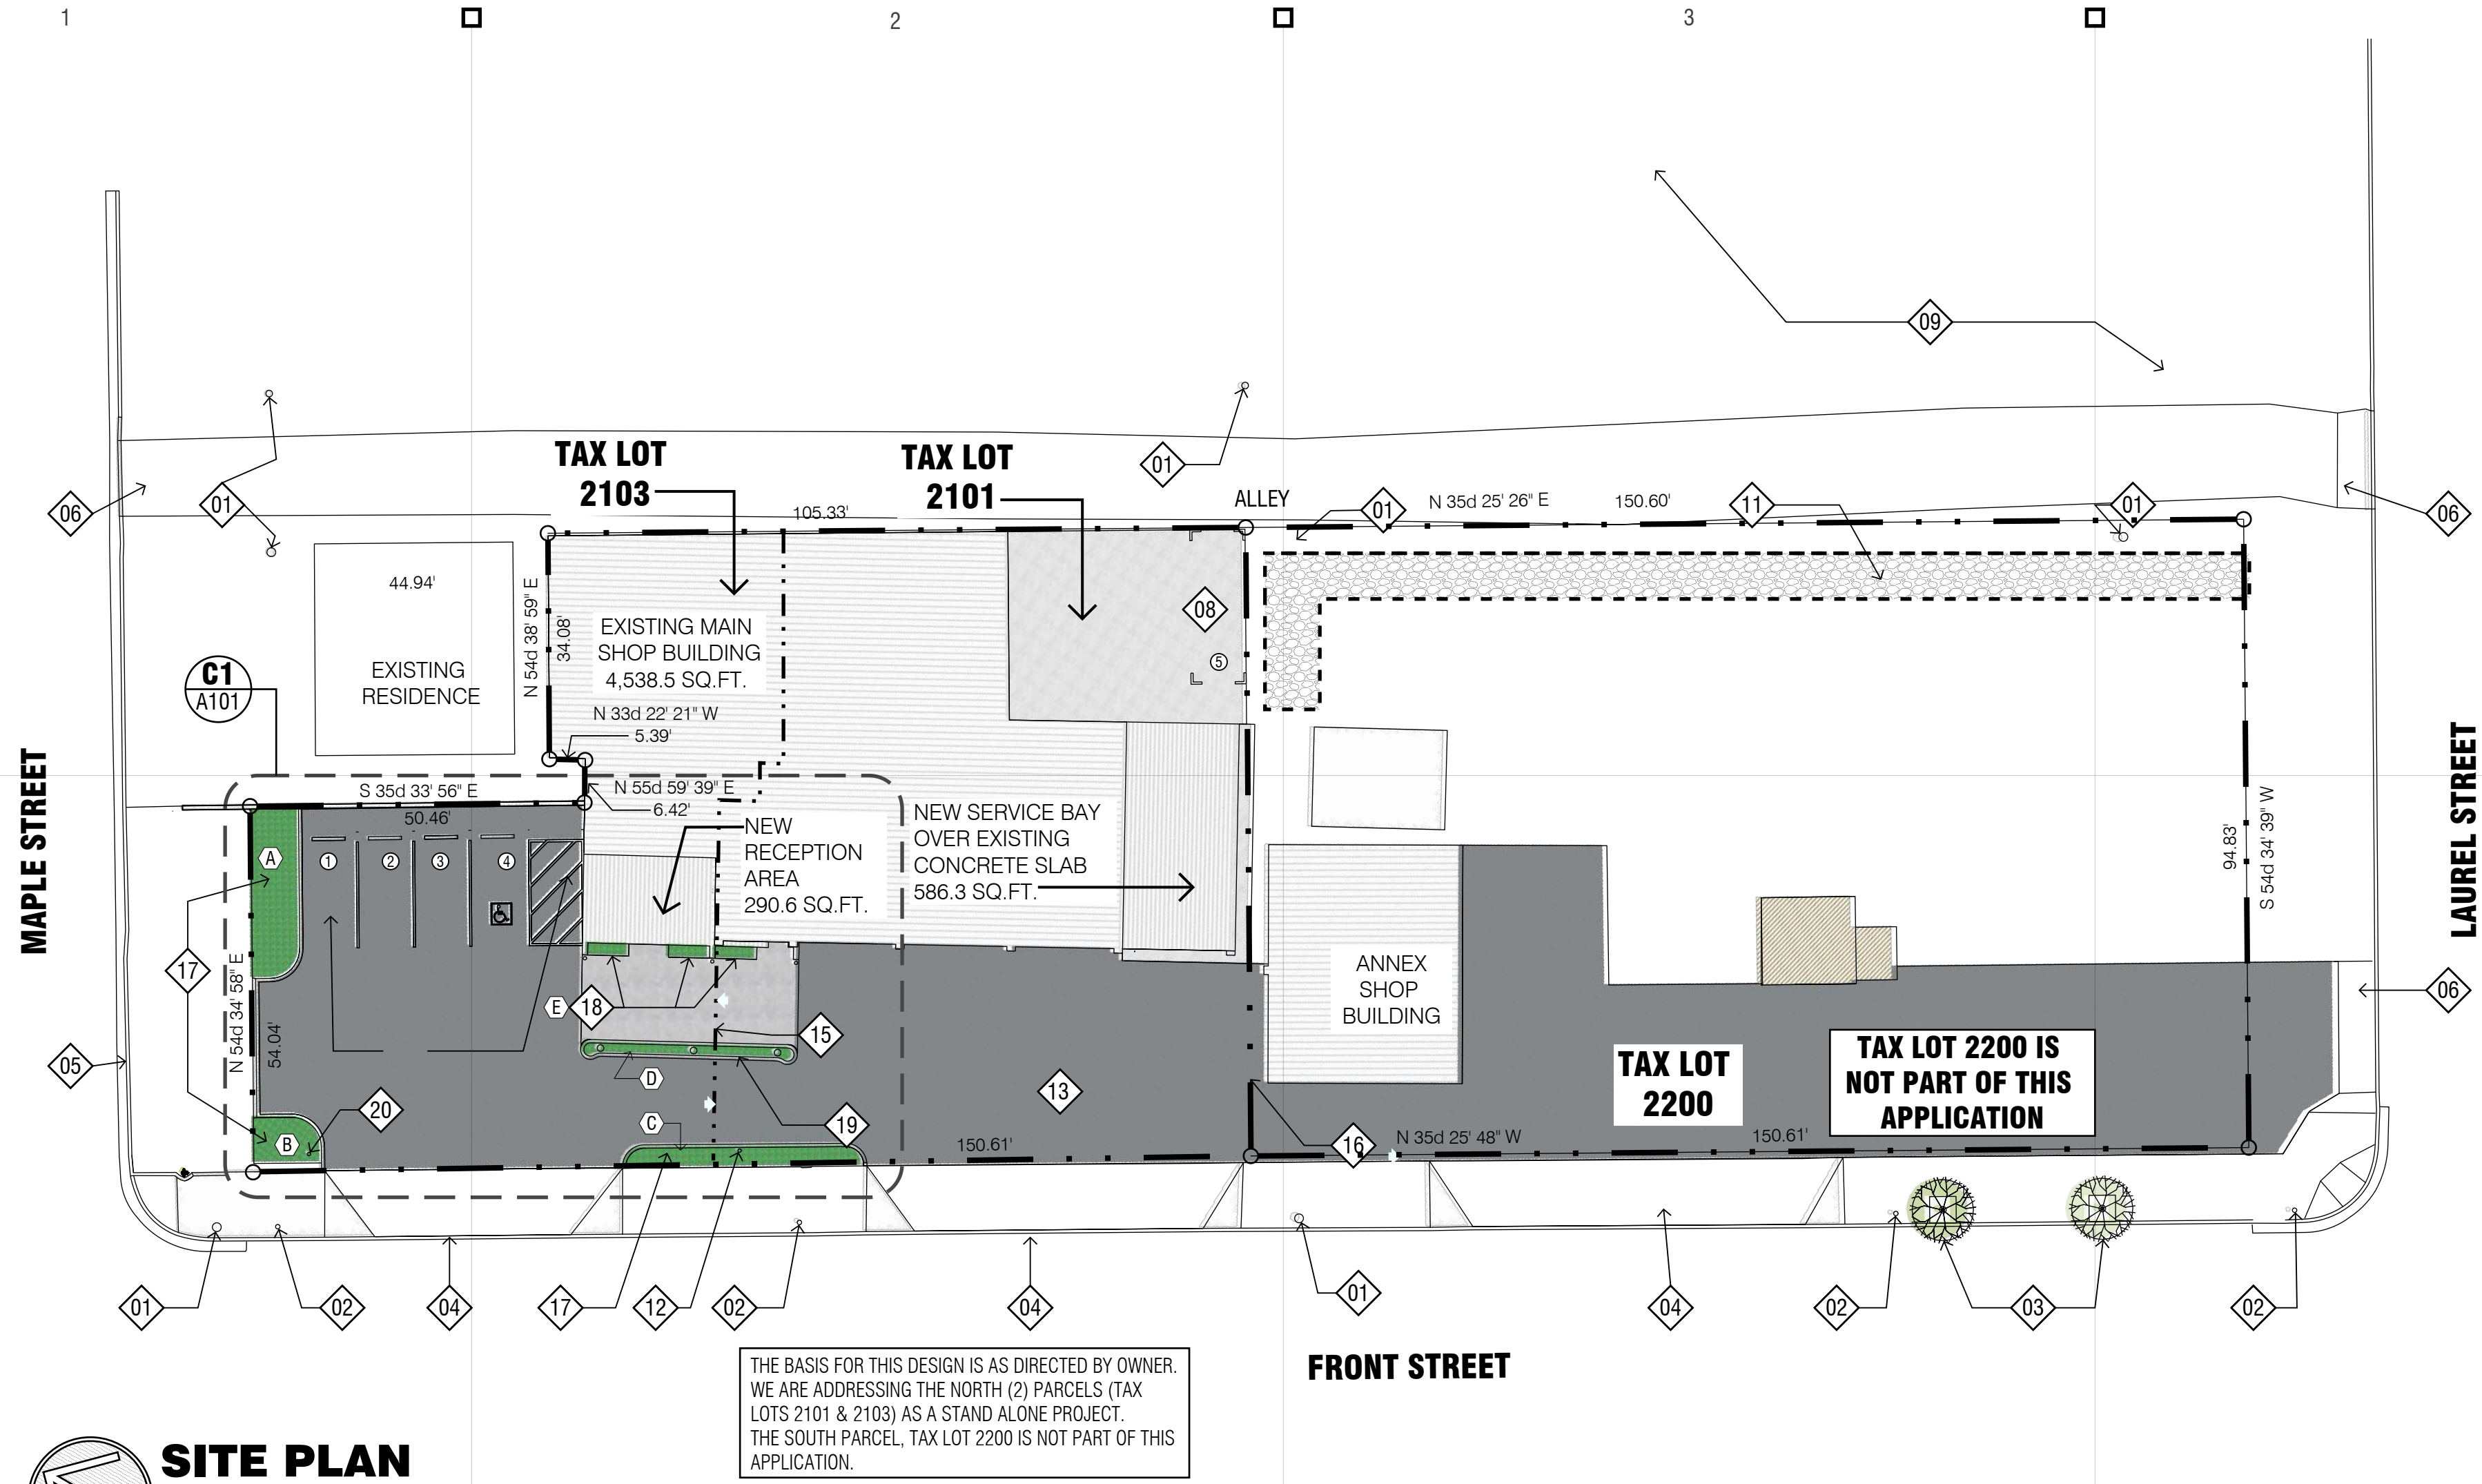 1
2
3
09
TAX LOT
2103
TAX LOT
2101
01
06
01
ALLEY
01
N 35d 25' 26" E
150.60'
11
01
06
105.33'
44.94'
EXISTING
RESIDENCE
N 54d 38' 59" E
34.08'
EXISTING MAIN
SHOP BUILDING
4,538.5 SQ.FT.
08
5
C1
A101
N 33d 22' 21" W
5.39'
S 35d 33' 56" E
50.46'
N 55d 59' 39" E
6.42'
NEW
RECEPTION
AREA
290.6 SQ.FT.
NEW SERVICE BAY
OVER EXISTING
CONCRETE SLAB
586.3 SQ.FT.
MAPLE STREET
LAUREL STREET
94.83'
S 54d 34' 39" W
A
1
2
3
4
17
N 54d 34' 58" E
54.04'
E
18
15
ANNEX
SHOP
BUILDING
06
05
D
C
13
19
20
B
TAX LOT
2200
TAX LOT 2200 IS
NOT PART OF THIS
APPLICATION
150.61'
16
N 35d 25' 48" W
150.61'
01
02
04
17
12
02
04
01
04
02
03
02
FRONT STREET
THE BASIS FOR THIS DESIGN IS AS DIRECTED BY OWNER.
WE ARE ADDRESSING THE NORTH (2) PARCELS (TAX
LOTS 2101 & 2103) AS A STAND ALONE PROJECT.
THE SOUTH PARCEL, TAX LOT 2200 IS NOT PART OF THIS
APPLICATION.
SITE PLAN